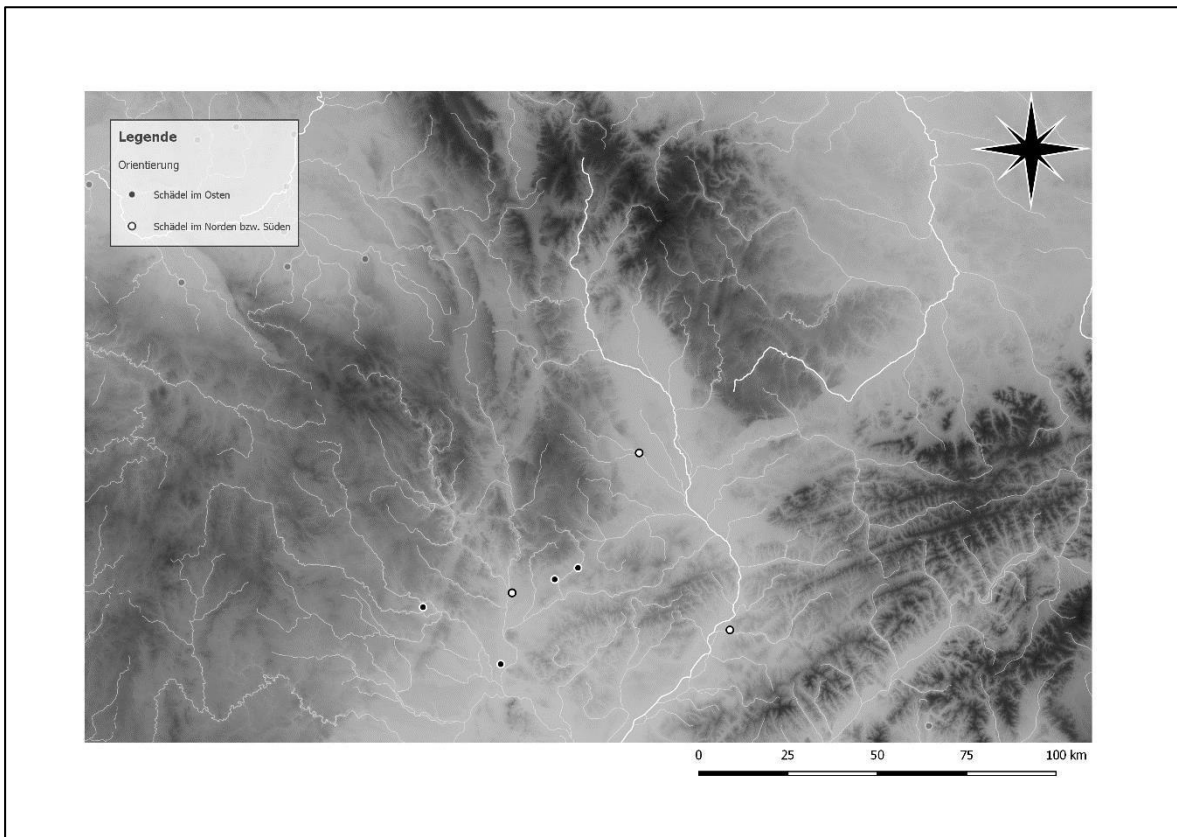 Legende
Orientierung
Schädel im Osten
Schädel im Norden bzw. Süden
0 25 50 75 100 km